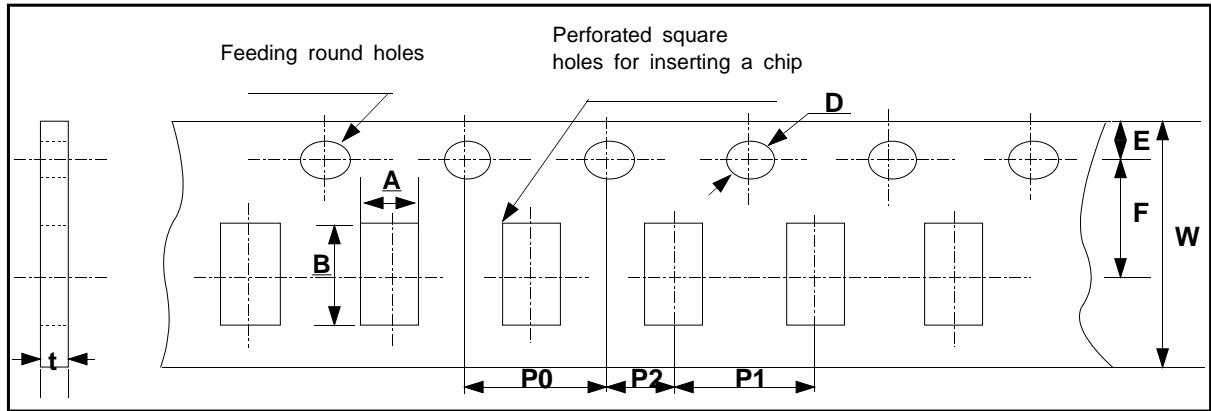 Feeding round holes
Perforated square
holes for inserting a chip
D
E
A
F
W
B
t
P0
P2
P1